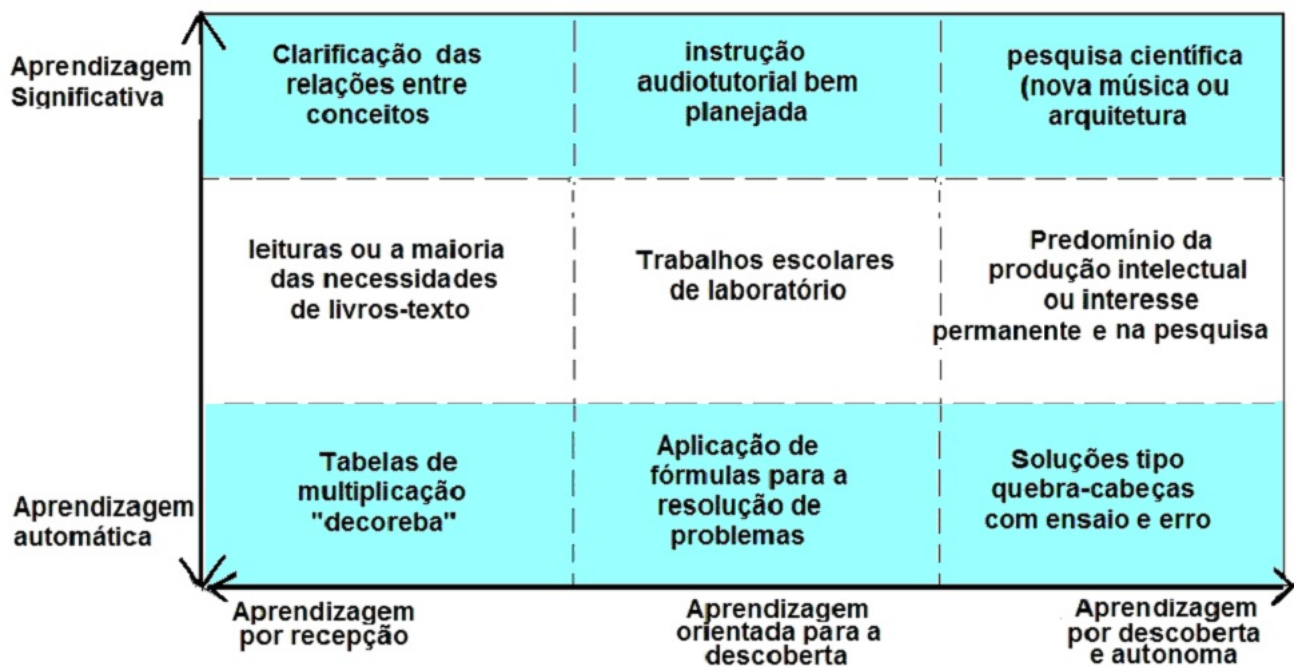 Aprendizagem
Significativa
Clarificação das
relações entre
conceitos
instrução
audiotutorial bem
planejada
pesquisa científica
(nova música ou
arquitetura
leituras ou a maioria
das necessidades
de livros-texto
Trabalhos escolares
de laboratório
Predomínio da
produção intelectual
ou interesse
permanente e na pesquisa
Aprendizagem
automática
Tabelas de
multiplicação
"decoreba"
Aplicação de
fórmulas para a
resolução de
problemas
Soluções tipo
quebra-cabeças
com ensaio e erro
Aprendizagem
por recepção
Aprendizagem
orientada para a
descoberta
Aprendizagem
por descoberta
e autonoma